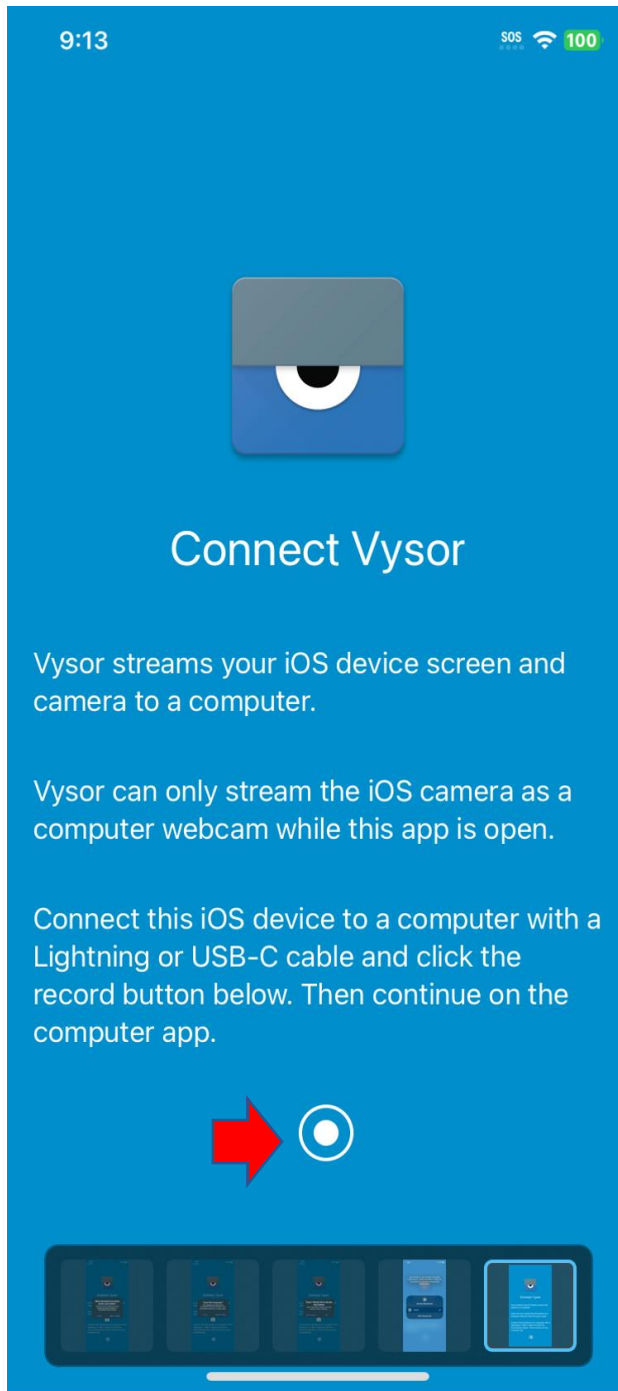 9:13
SOS
100
Connect Vysor
Vysor streams your iOS device screen and
camera to a computer.
Vysor can only stream the iOS camera as a
computer webcam while this app is open.
Connect this iOS device to a computer with a
Lightning or USB-C cable and click the
record button below. Then continue on the
computer app.